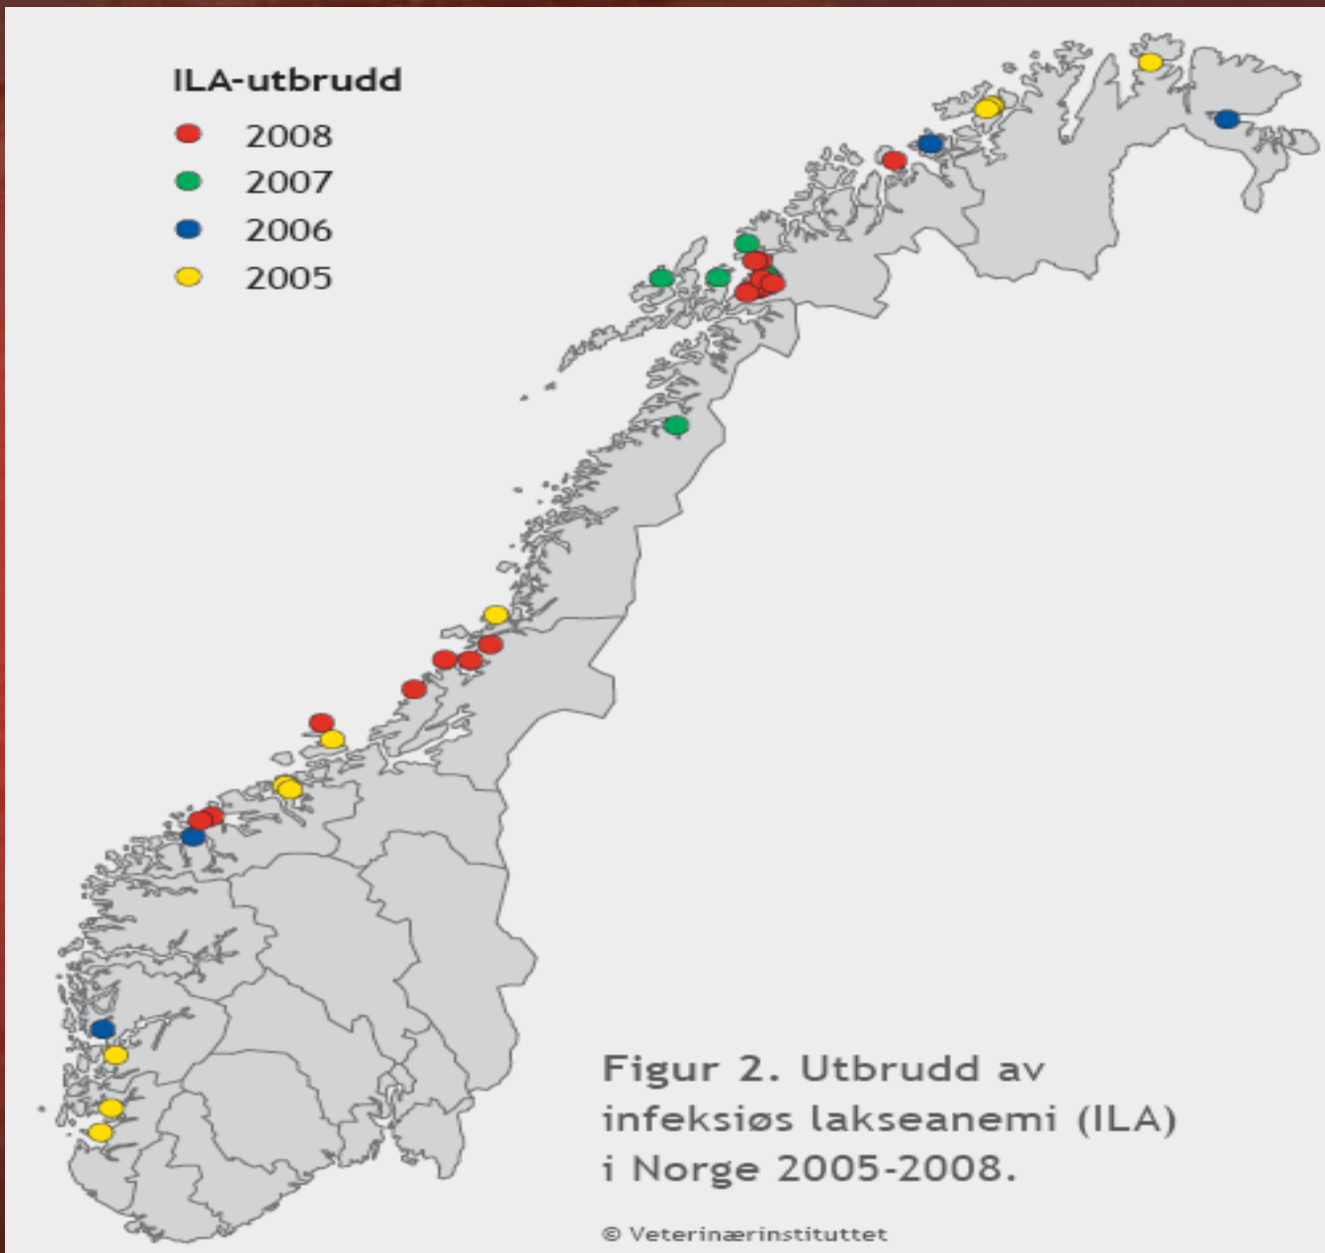 ILA-utbrudd
2008
2007
2006
2005
Figur 2. Utbrudd av
infeksiøs lakseanemi (ILA)
i Norge 2005-2008.
© Veterinærinstituttet